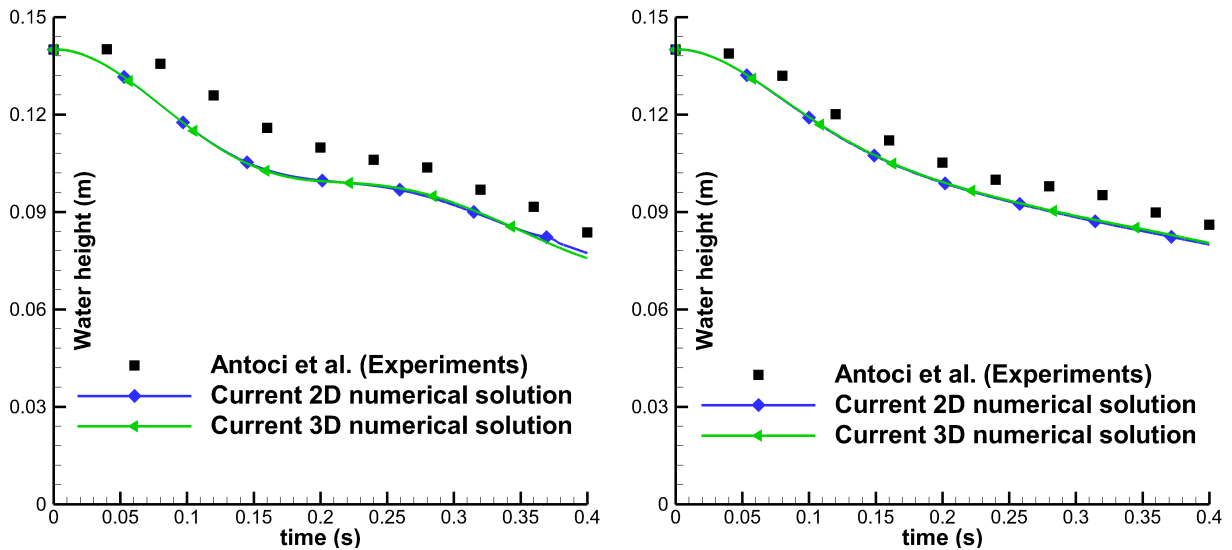 0.15
0.12
0.09
0.06
0.03
0
Water height (m)
Antoci et al. (Experiments)
Current 2D numerical solution
Current 3D numerical solution
0 0.05 0.1 0.15 0.2 0.25 0.3 0.35 0.4
time (s)
0.15
0.12
0.09
0.06
0.03
0
Water height (m)
Antoci et al. (Experiments)
Current 2D numerical solution
Current 3D numerical solution
0 0.05 0.1 0.15 0.2 0.25 0.3 0.35 0.4
time (s)